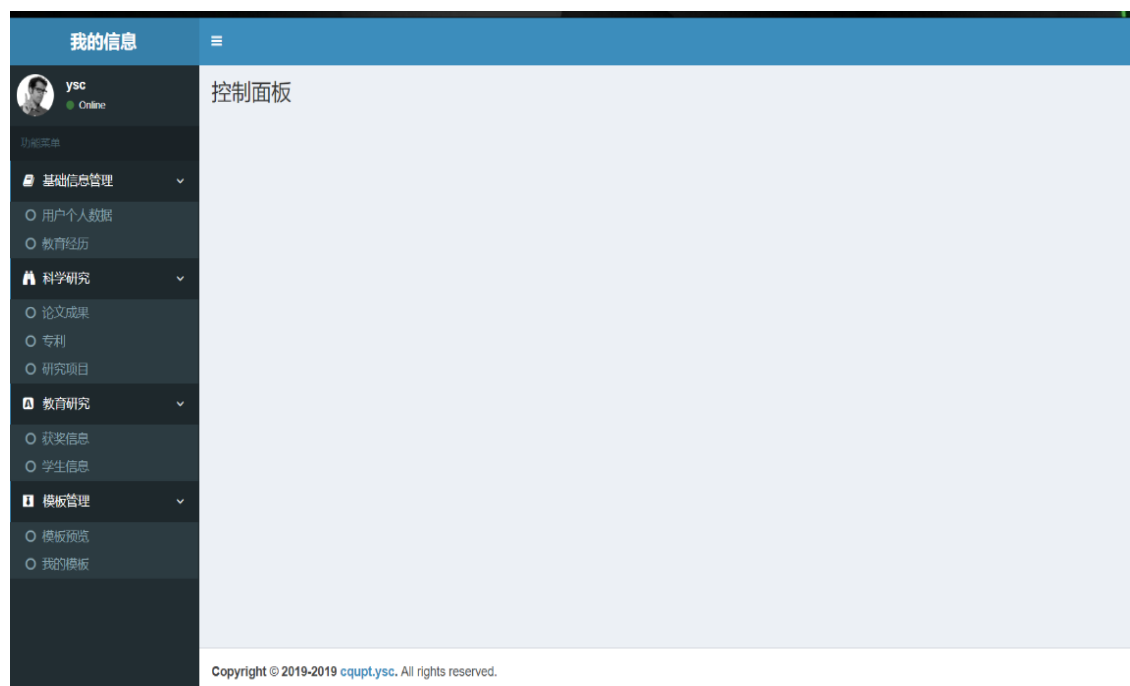 我的信息
ysc
Online
功能菜单
基础信息管理
用户个人数据
教育经历
科学研究
论文成果
专利
研究项目
教育研究
获奖信息
学生信息
模板管理
模板预览
我的模板
控制面板
Copyright © 2019-2019 cqupt.ysc. All rights reserved.